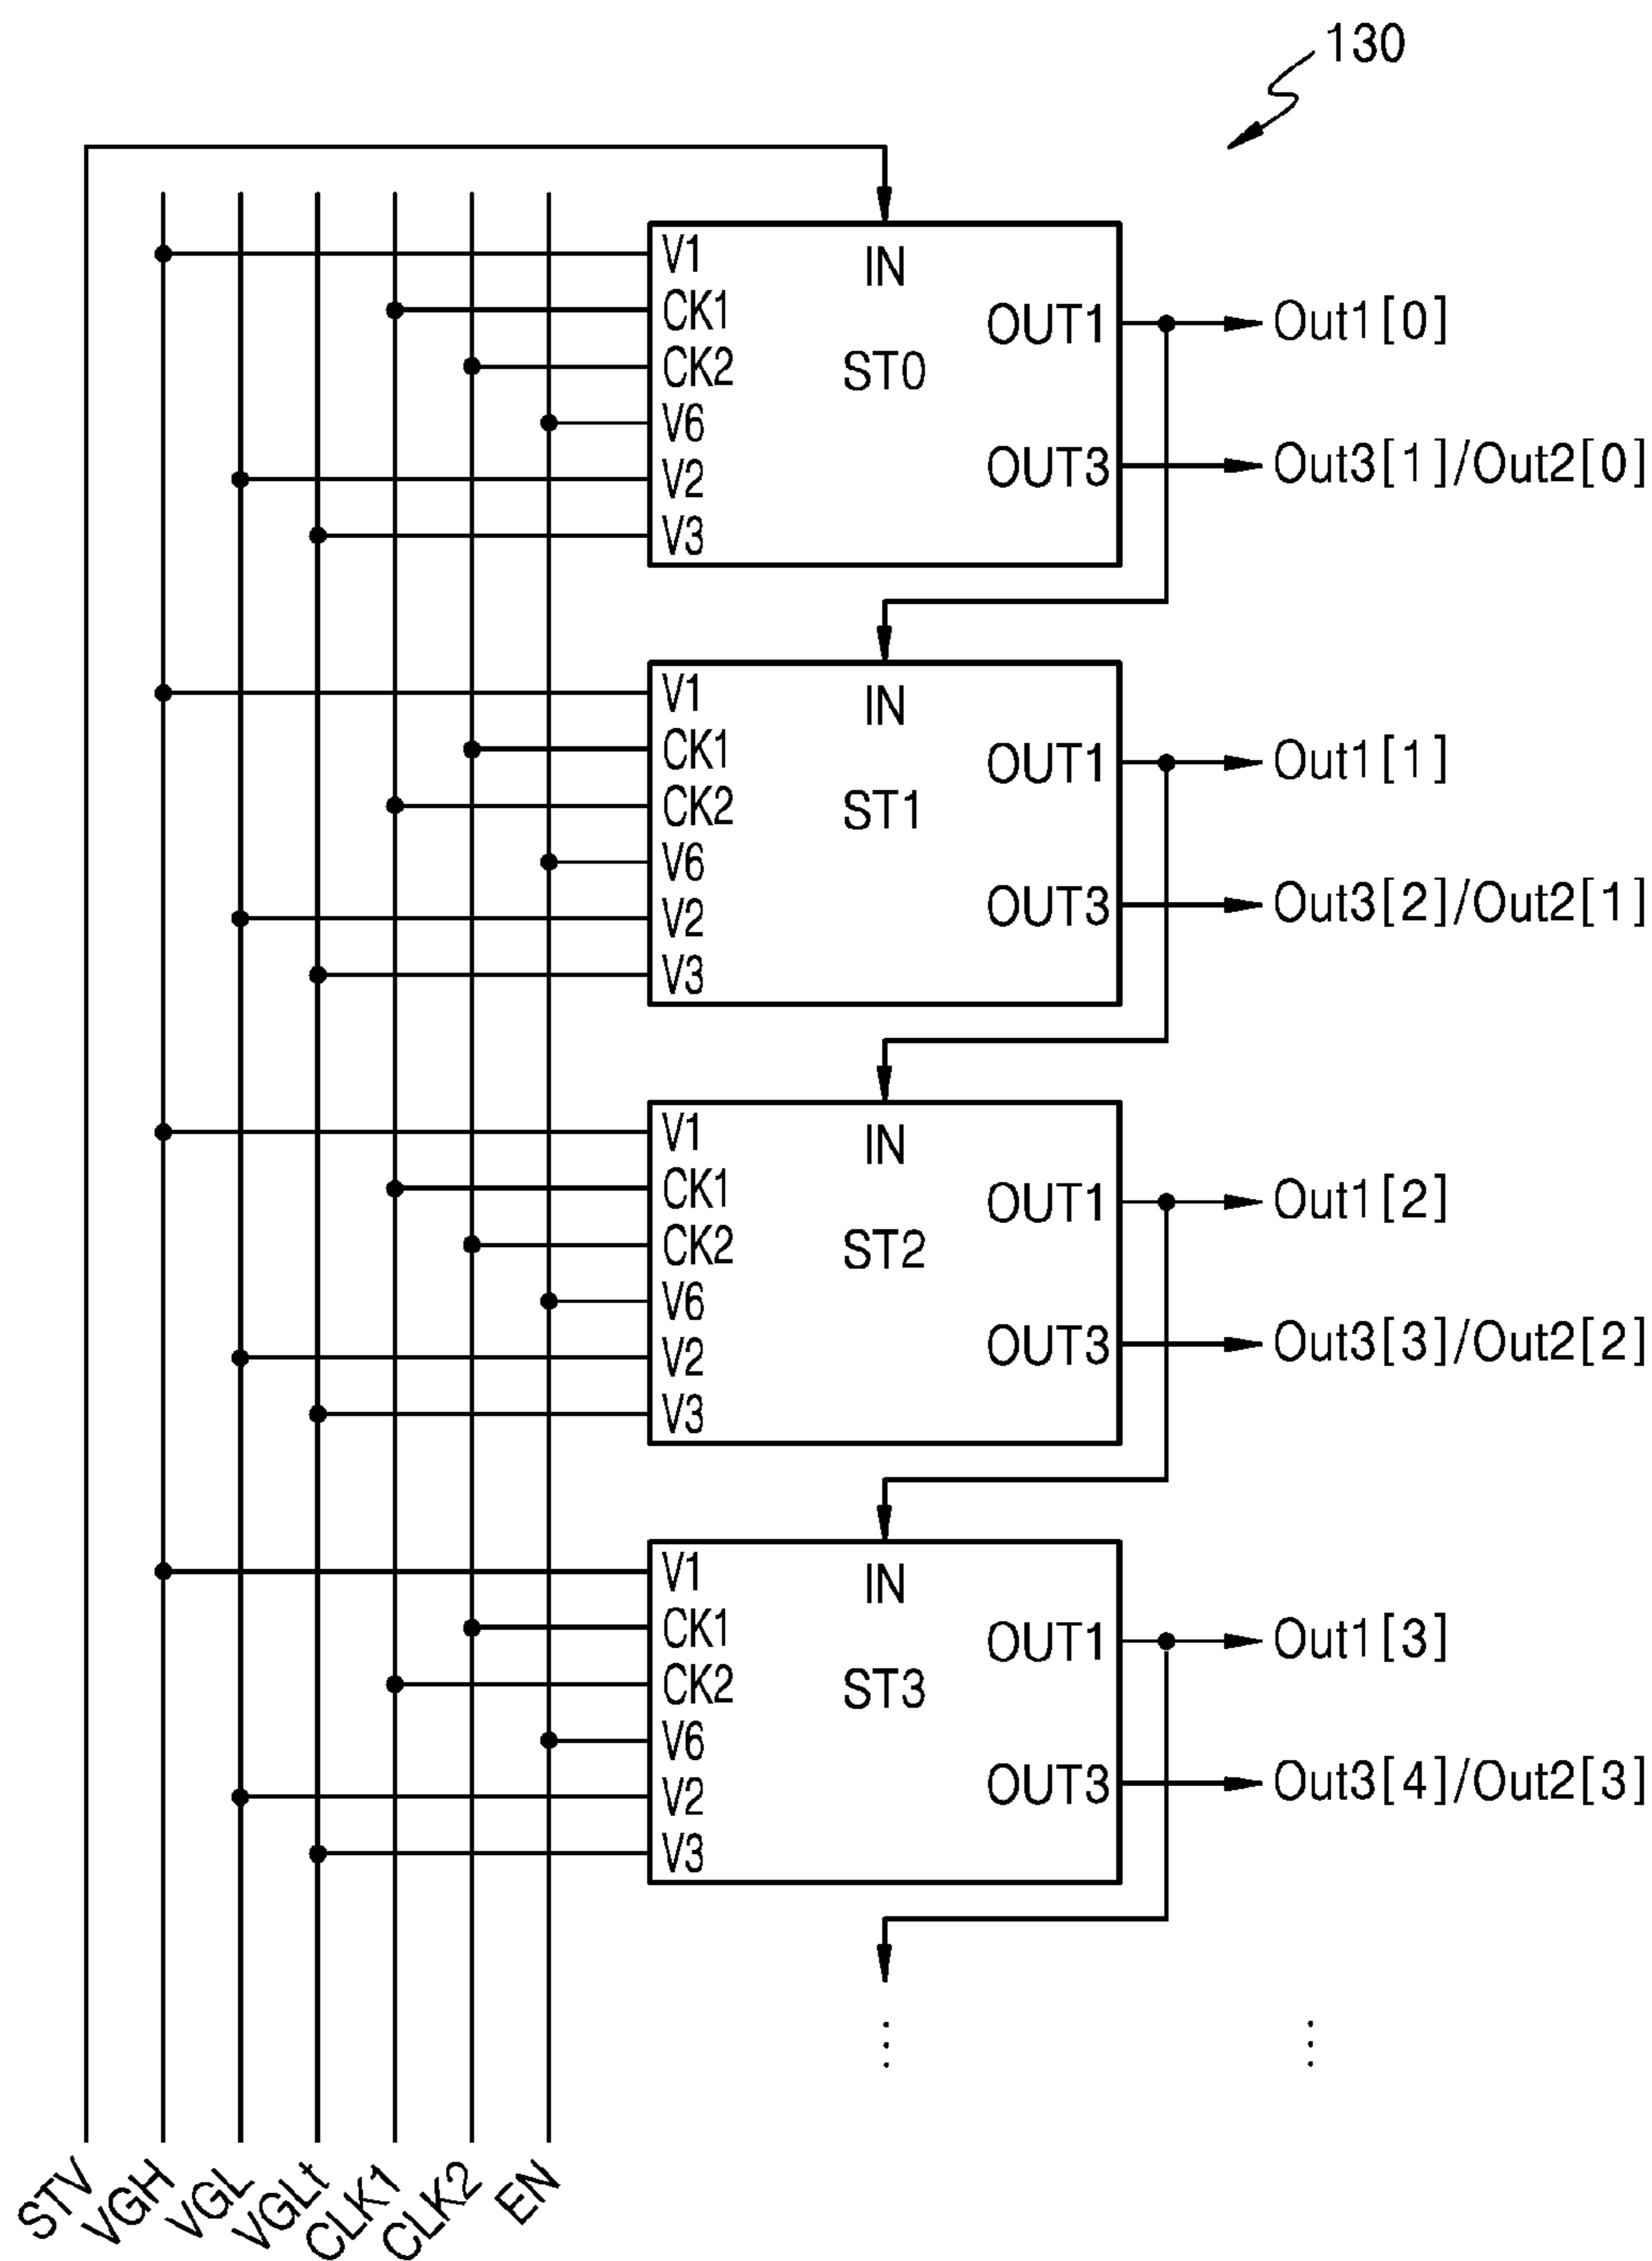 130
V1
IN
CK1
OUT1
Out1[0]
CK2
ST0
V6
V2
OUT3
Out3[1]/Out2[0]
V3
V1
IN
CK1
OUT1
Out1[1]
CK2
ST1
V6
V2
OUT3
Out3[2]/Out2[1]
V3
V1
IN
CK1
OUT1
Out1[2]
CK2
ST2
V6
V2
OUT3
Out3[3]/Out2[2]
V3
V1
IN
CK1
OUT1
Out1[3]
CK2
ST3
V6
V2
OUT3
Out3[4]/Out2[3]
V3
STV
VGH
VGL
VGLt
CLK1
CLK2
EN